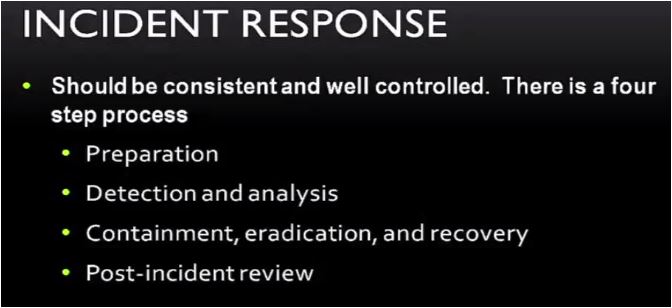 INCIDENT RESPONSE
• Should be consistent and well controlled. There is a four
step process
• Preparation
• Detection and analysis
• Containment, eradication, and recovery
• Post-incident review